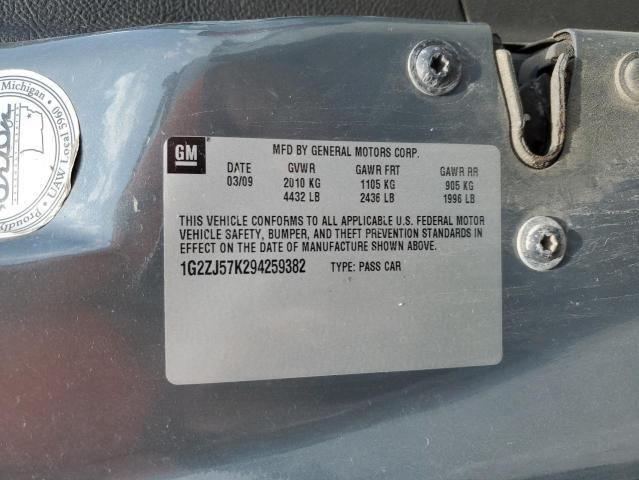 Michigan
UAW Local 5960
Proudly
GM
MFD BY GENERAL MOTORS CORP.
DATE GVWR GAWR FRT GAWR RR
03/09 2010 KG 1105 KG 905 KG
4432 LB 2436 LB 1996 LB
THIS VEHICLE CONFORMS TO ALL APPLICABLE U.S. FEDERAL MOTOR
VEHICLE SAFETY, BUMPER, AND THEFT PREVENTION STANDARDS IN
EFFECT ON THE DATE OF MANUFACTURE SHOWN ABOVE.
1G2ZJ57K294259382 TYPE: PASS CAR